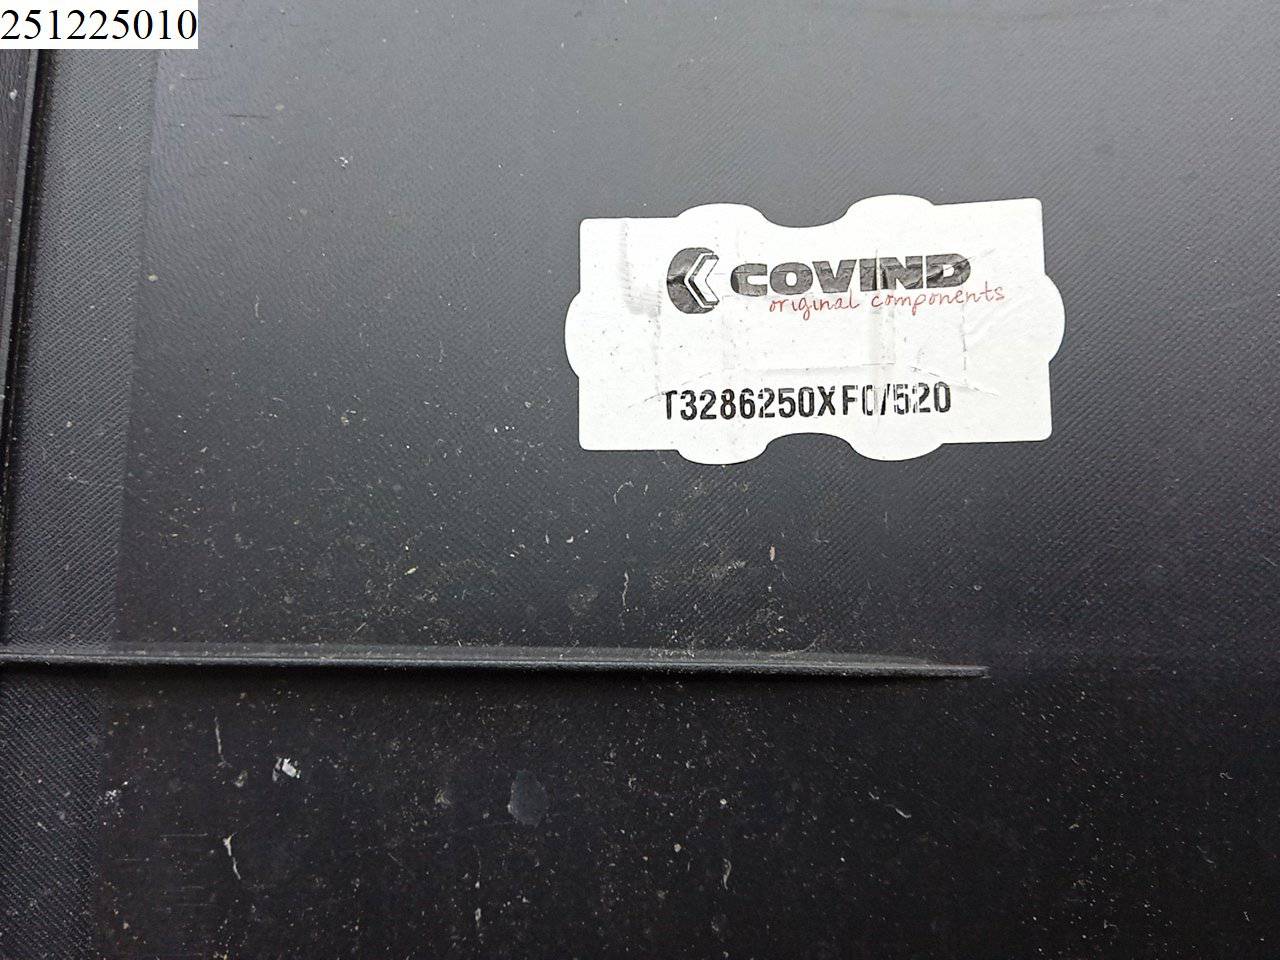 251225010
COVIND
original components
T3286250XF0/520